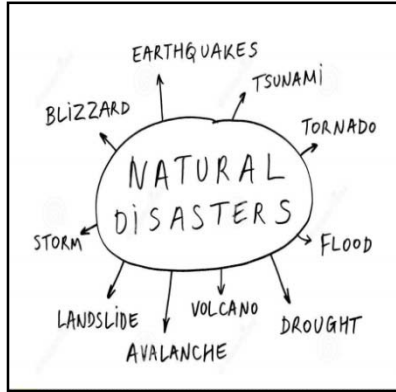 EARTHQUAKES
TSUNAMI
BLIZZARD
TORNADO
NATURAL
DISASTERS
STORM
FLOOD
LANDSLIDE
VOLCANO
DROUGHT
AVALANCHE